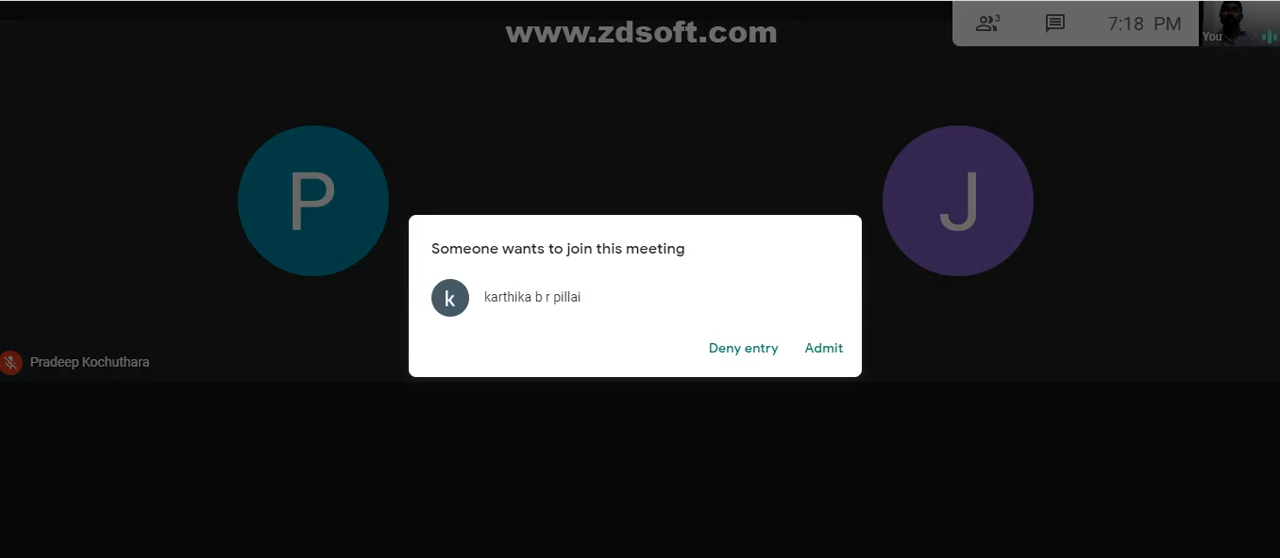 www.zdsoft.com
3
7:18 PM
You
P
J
Someone wants to join this meeting
k
karthika b r pillai
Deny entry
Admit
Pradeep Kochuthara